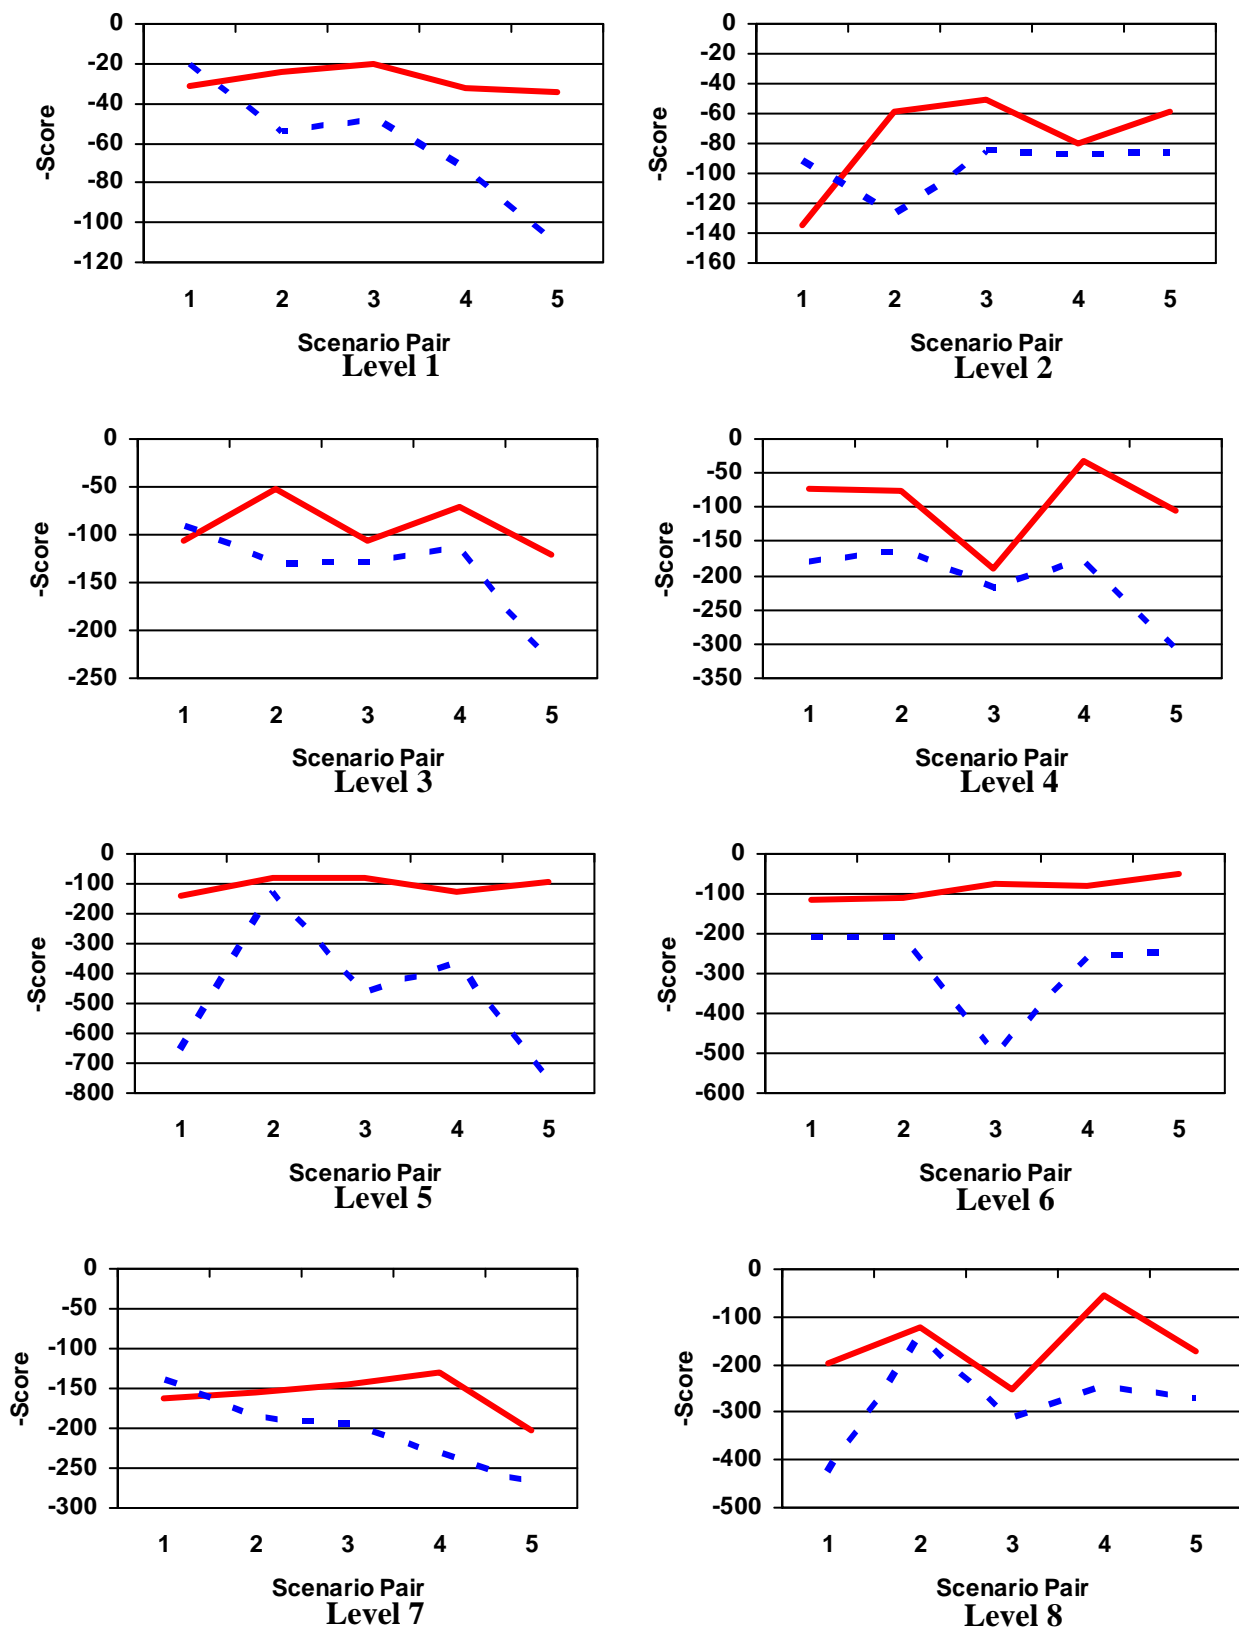 0
-20
-40
-60
-80
-100
-120
-Score
1 2 3 4 5
Scenario Pair
Level 1
0
-20
-40
-60
-80
-100
-120
-140
-160
-Score
1 2 3 4 5
Scenario Pair
Level 2
0
-50
-100
-150
-200
-250
-Score
1 2 3 4 5
Scenario Pair
Level 3
0
-50
-100
-150
-200
-250
-300
-350
-Score
1 2 3 4 5
Scenario Pair
Level 4
0
-100
-200
-300
-400
-500
-600
-700
-800
-Score
1 2 3 4 5
Scenario Pair
Level 5
0
-100
-200
-300
-400
-500
-600
-Score
1 2 3 4 5
Scenario Pair
Level 6
0
-50
-100
-150
-200
-250
-300
-Score
1 2 3 4 5
Scenario Pair
Level 7
0
-100
-200
-300
-400
-500
-Score
1 2 3 4 5
Scenario Pair
Level 8